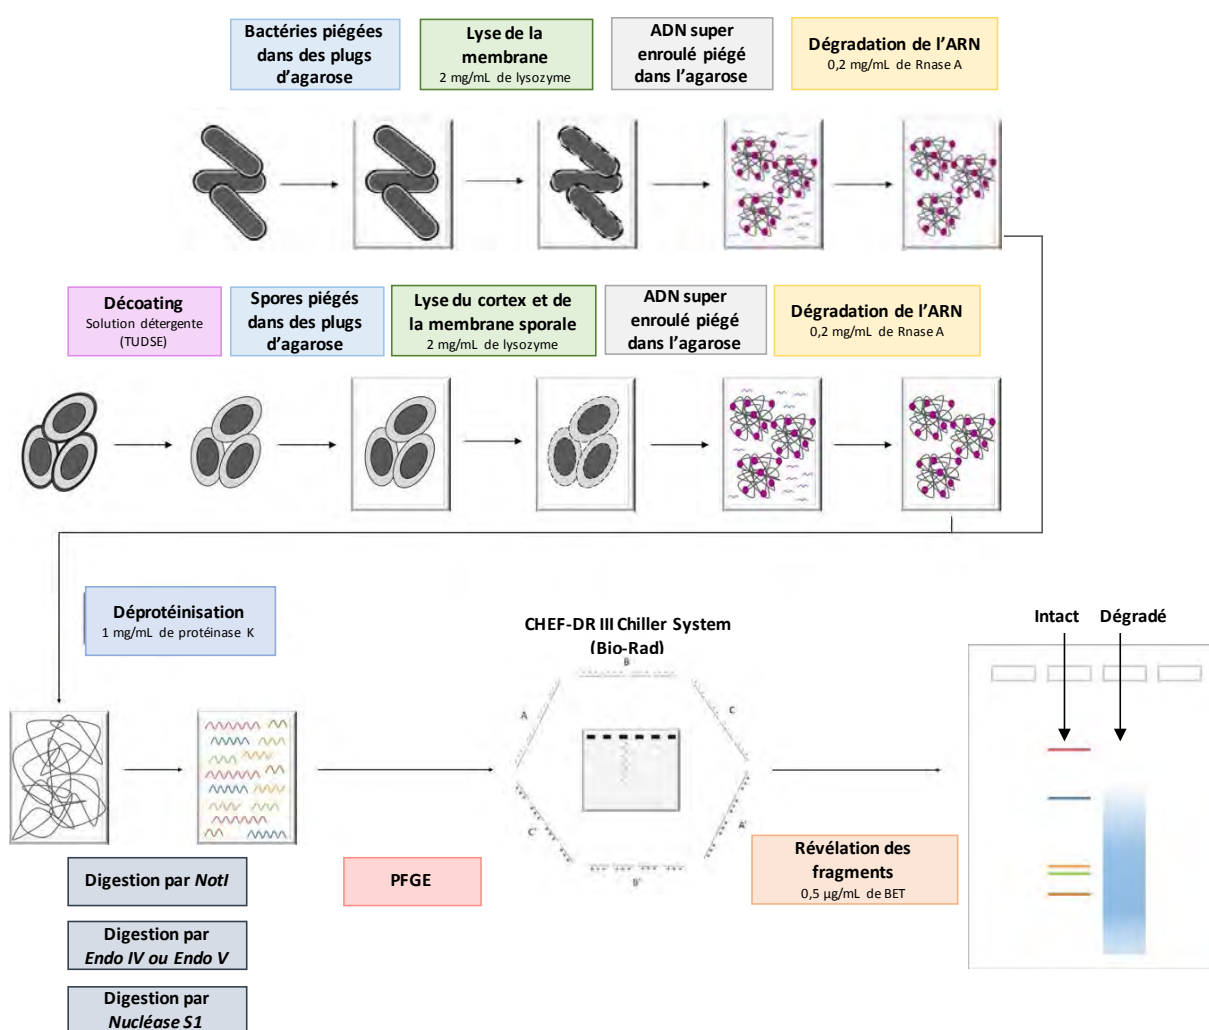 Bactéries piégées
dans des plugs
d’agarose
Lyse de la
membrane
2 mg/mL de lysozyme
ADN super
enroulé piégé
dans l’agarose
Dégradation de l’ARN
0,2 mg/mL de Rnase A
Décoating
Solution détergente
(TUDSE)
Spores piégés
dans des plugs
d’agarose
Lyse du cortex et de
la membrane sporale
2 mg/mL de lysozyme
ADN super
enroulé piégé
dans l’agarose
Dégradation de l’ARN
0,2 mg/mL de Rnase A
Déprotéinisation
1 mg/mL de protéinase K
CHEF-DR III Chiller System
(Bio-Rad)
B
A
C
C'
A'
B'
Intact
Dégradé
Digestion par NotI
Digestion par
Endo IV ou Endo V
Digestion par
Nucléase S1
PFGE
Révélation des
fragments
0,5 µg/mL de BET